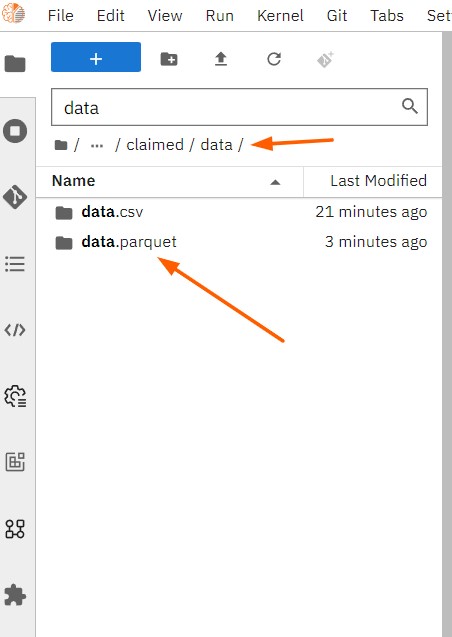 File Edit View Run Kernel Git Tabs
data
/ ... / claimed / data /
Name Last Modified
data.csv 21 minutes ago
data.parquet 3 minutes ago